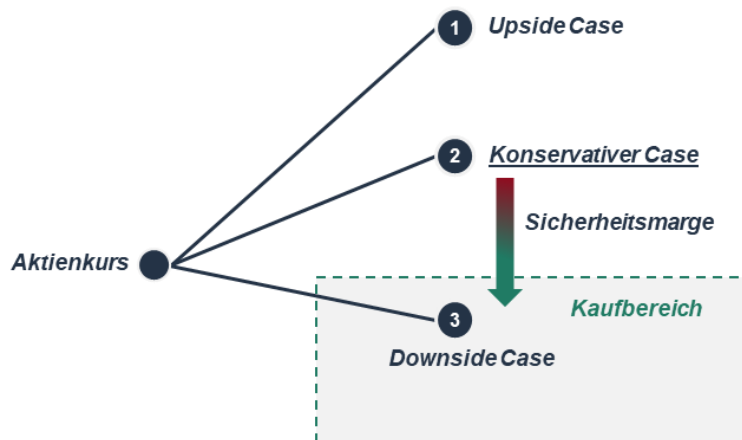 1 Upside Case
2 Konservativer Case
Sicherheitsmarge
Aktienkurs
Kaufbereich
3
Downside Case